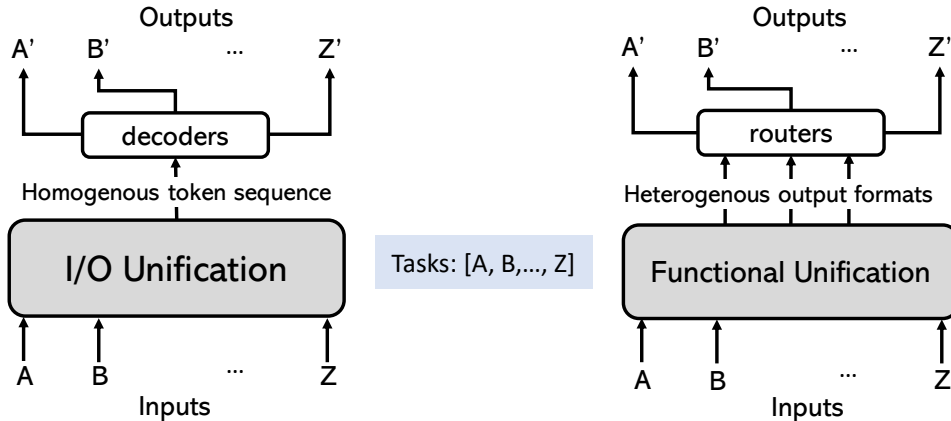 Outputs
A' B' ... Z'
decoders
Homogenous token sequence
I/O Unification
A B ... Z
Inputs
Tasks: [A, B,..., Z]
Outputs
A' B' ... Z'
routers
Heterogenous output formats
Functional Unification
A B ... Z
Inputs